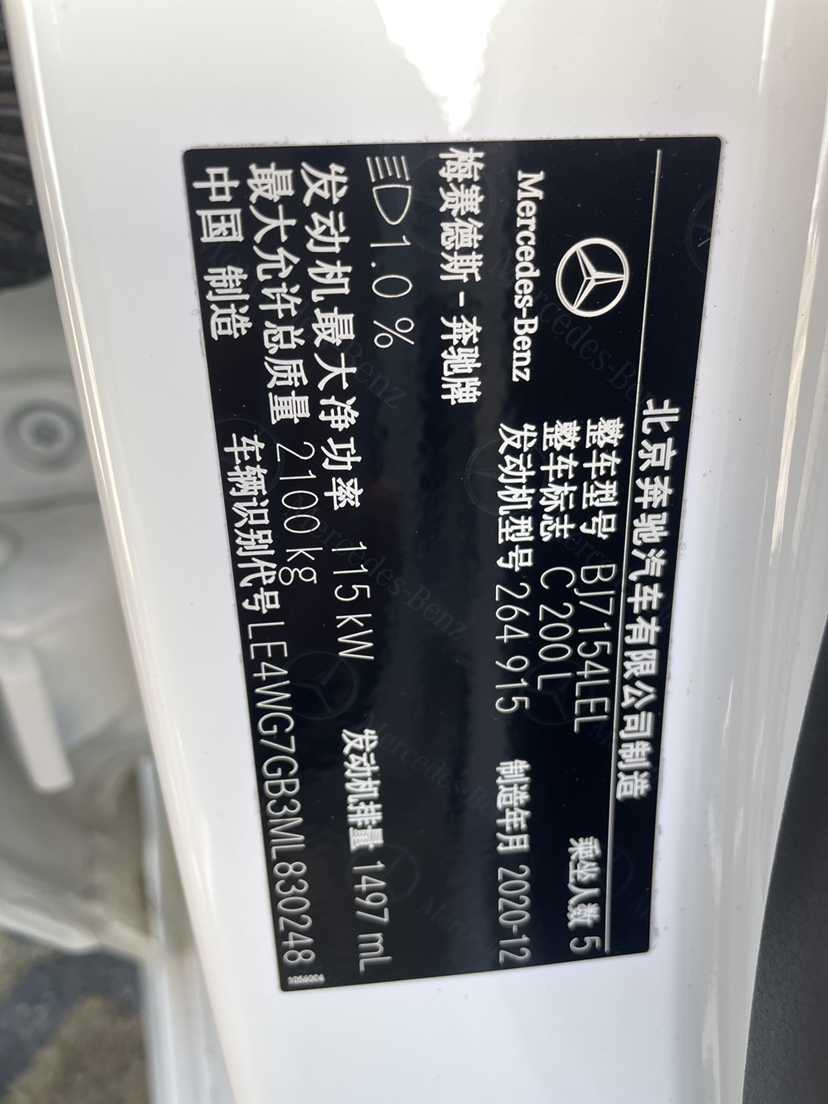 北京奔驰汽车有限公司制造
Mercedes-Benz
梅赛德斯-奔驰牌
整车型号 BJ7154LEL 乘坐人数 5
整车标志 C 200 L
发动机型号 264 915 制造年月 2020-12
1.0 %
发动机最大净功率 115 kW 发动机排量 1497 mL
最大允许总质量 2100 kg
中国 制造 车辆识别代号 LE4WG7GB3ML830248